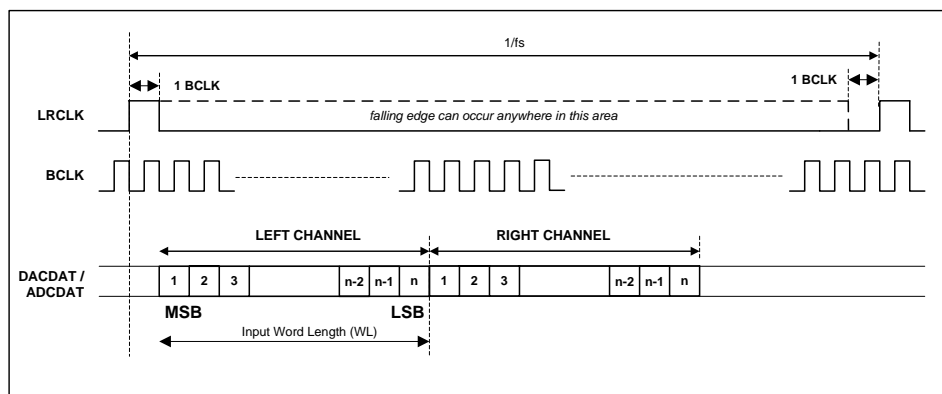 1/fs
1 BCLK
1 BCLK
LRCLK
falling edge can occur anywhere in this area
BCLK
LEFT CHANNEL
RIGHT CHANNEL
DACDAT /
ADCDAT
1 2 3 n-2 n-1 n 1 2 3 n-2 n-1 n
MSB
LSB
Input Word Length (WL)